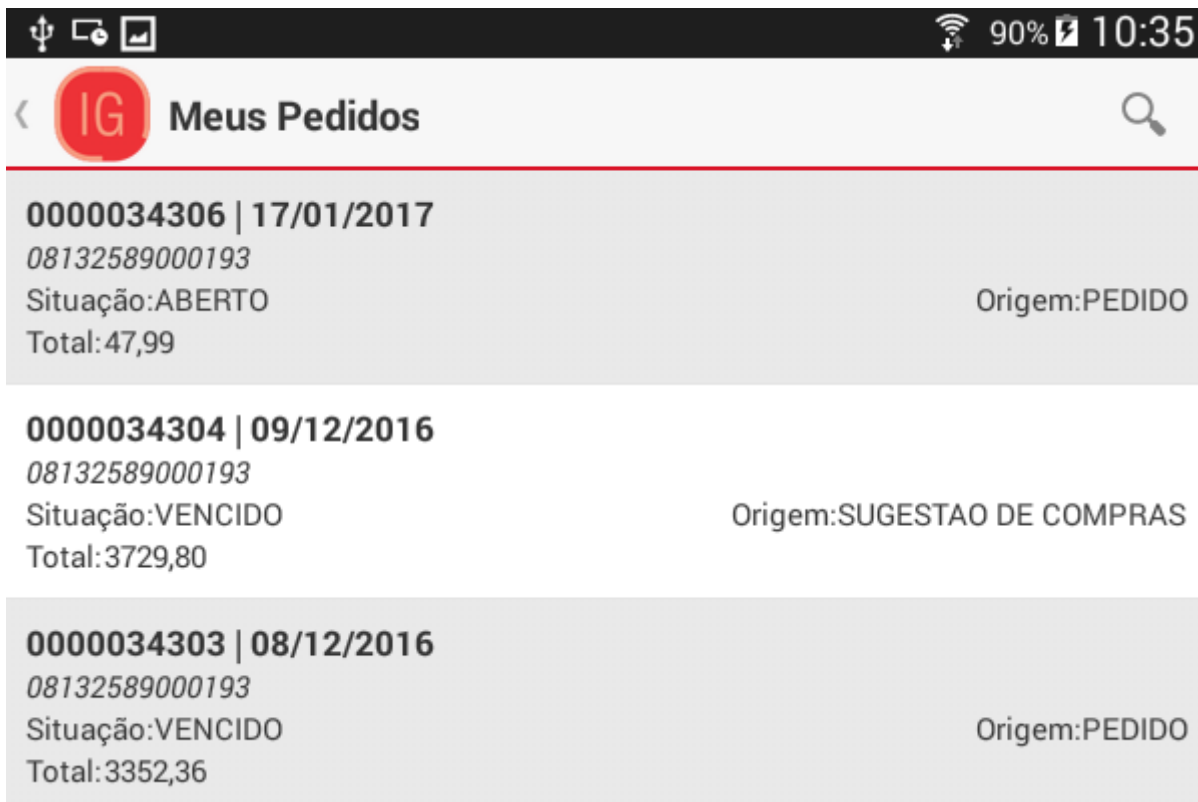 90% 10:35
IG Meus Pedidos
0000034306 | 17/01/2017
08132589000193
Situação:ABERTO Origem:PEDIDO
Total:47,99
0000034304 | 09/12/2016
08132589000193
Situação:VENCIDO Origem:SUGESTAO DE COMPRAS
Total:3729,80
0000034303 | 08/12/2016
08132589000193
Situação:VENCIDO Origem:PEDIDO
Total:3352,36